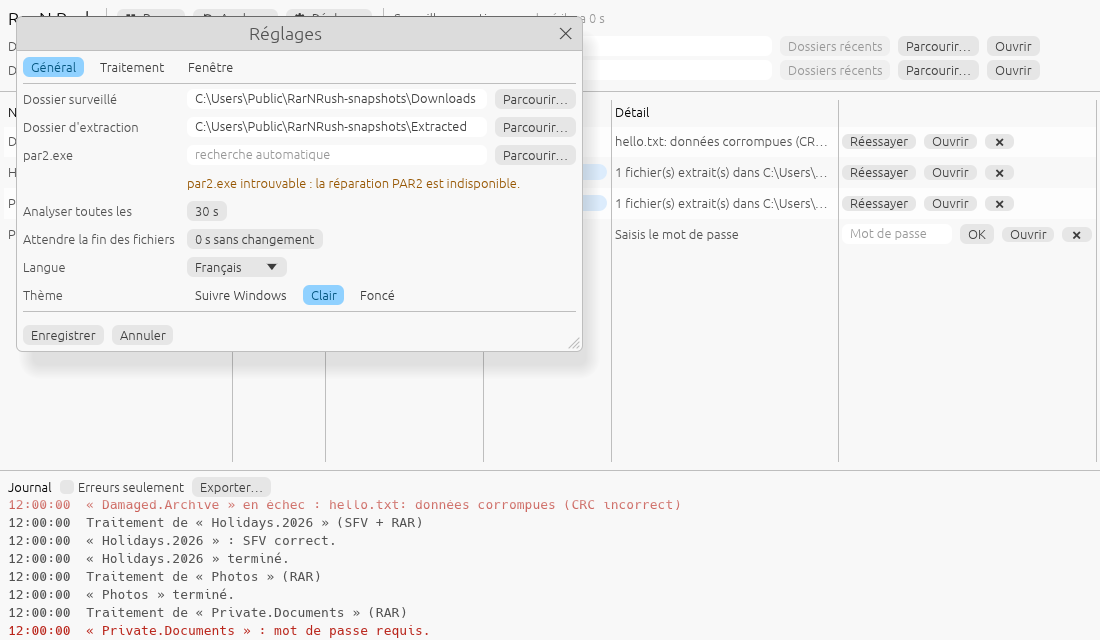 Réglages
Général Traitement Fenêtre
Dossier surveillé C:\Users\Public\RarNRush-snapshots\Downloads Parcourir...
Dossier d'extraction C:\Users\Public\RarNRush-snapshots\Extracted Parcourir...
par2.exe recherche automatique Parcourir...
par2.exe introuvable : la réparation PAR2 est indisponible.
Analyser toutes les 30 s
Attendre la fin des fichiers 0 s sans changement
Langue Français
Thème Suivre Windows Clair Foncé
Enregistrer Annuler
à 0 s
Dossiers récents Parcourir... Ouvrir
Dossiers récents Parcourir... Ouvrir
Détail
hello.txt: données corrompues (CR... Réessayer Ouvrir ×
1 fichier(s) extrait(s) dans C:\Users\... Réessayer Ouvrir ×
1 fichier(s) extrait(s) dans C:\Users\... Réessayer Ouvrir ×
Saisis le mot de passe Mot de passe OK Ouvrir ×
Journal Erreurs seulement Exporter...
12:00:00 « Damaged.Archive » en échec : hello.txt: données corrompues (CRC incorrect)
12:00:00 Traitement de « Holidays.2026 » (SFV + RAR)
12:00:00 « Holidays.2026 » : SFV correct.
12:00:00 « Holidays.2026 » terminé.
12:00:00 Traitement de « Photos » (RAR)
12:00:00 « Photos » terminé.
12:00:00 Traitement de « Private.Documents » (RAR)
12:00:00 « Private.Documents » : mot de passe requis.